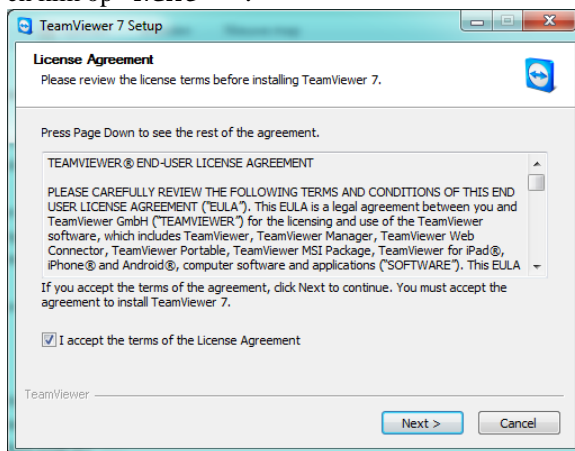 TeamViewer 7 Setup
License Agreement
Please review the license terms before installing TeamViewer 7.
Press Page Down to see the rest of the agreement.
TEAMVIEWER® END-USER LICENSE AGREEMENT
PLEASE CAREFULLY REVIEW THE FOLLOWING TERMS AND CONDITIONS OF THIS END
USER LICENSE AGREEMENT ("EULA"). This EULA is a legal agreement between you and
TeamViewer GmbH ("TEAMVIEWER") for the licensing and use of the TeamViewer
software, which includes TeamViewer, TeamViewer Manager, TeamViewer Web
Connector, TeamViewer Portable, TeamViewer MSI Package, TeamViewer for iPad®,
iPhone® and Android®, computer software and applications ("SOFTWARE"). This EULA
If you accept the terms of the agreement, click Next to continue. You must accept the
agreement to install TeamViewer 7.
I accept the terms of the License Agreement
TeamViewer
Next >
Cancel